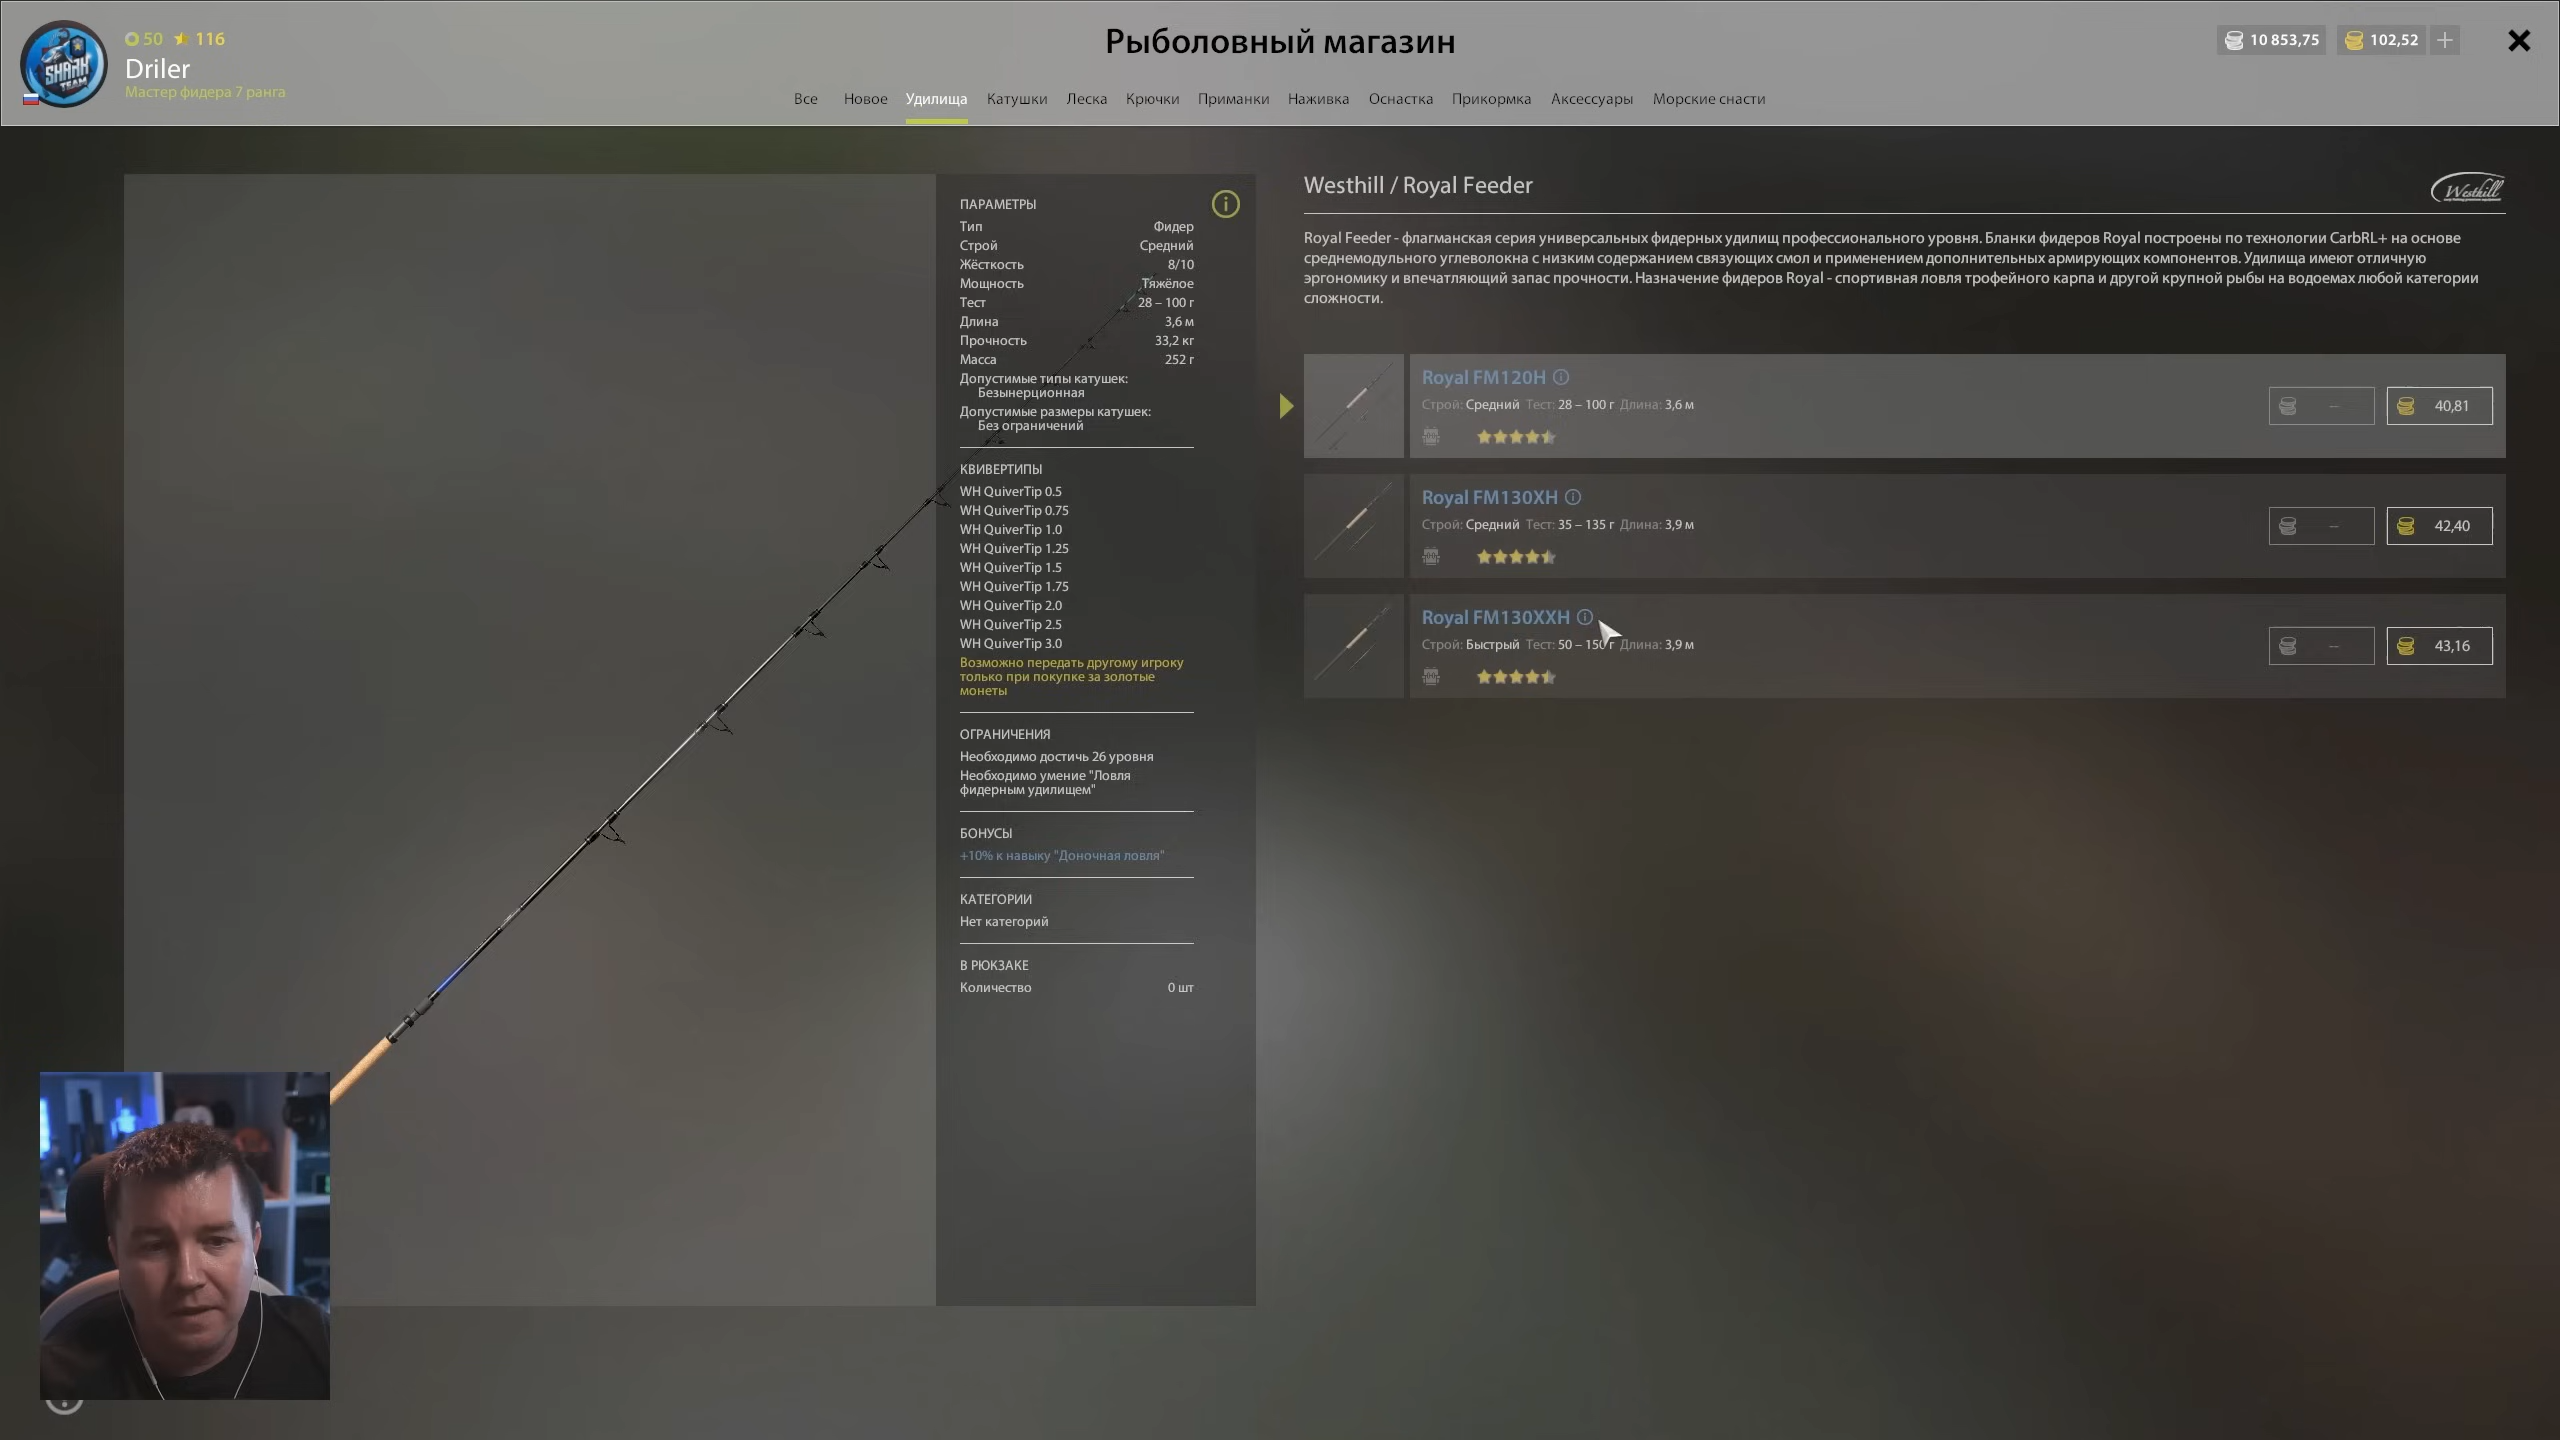 50 116
Driler
Мастер фидера 7 ранга
SHARK
TEAM
Рыболовный магазин
10 853,75 102,52
Все Новое Удилища Катушки Леска Крючки Приманки Наживка Оснастка Прикормка Аксессуары Морские снасти
ПАРАМЕТРЫ
Тип Фидер
Строй Средний
Жёсткость 8/10
Мощность Тяжёлое
Тест 28 – 100 г
Длина 3,6 м
Прочность 33,2 кг
Масса 252 г
Допустимые типы катушек:
Безынерционная
Допустимые размеры катушек:
Без ограничений
КВИВЕРТИПЫ
WH QuiverTip 0.5
WH QuiverTip 0.75
WH QuiverTip 1.0
WH QuiverTip 1.25
WH QuiverTip 1.5
WH QuiverTip 1.75
WH QuiverTip 2.0
WH QuiverTip 2.5
WH QuiverTip 3.0
Возможно передать другому игроку
только при покупке за золотые
монеты
ОГРАНИЧЕНИЯ
Необходимо достичь 26 уровня
Необходимо умение "Ловля
фидерным удилищем"
БОНУСЫ
+10% к навыку "Доночная ловля"
КАТЕГОРИИ
Нет категорий
В РЮКЗАКЕ
Количество 0 шт
Westhill / Royal Feeder
Westhill
Royal Feeder - флагманская серия универсальных фидерных удилищ профессионального уровня. Бланки фидеров Royal построены по технологии CarbRL+ на основе
среднемодульного углеволокна с низким содержанием связующих смол и применением дополнительных армирующих компонентов. Удилища имеют отличную
эргономику и впечатляющий запас прочности. Назначение фидеров Royal - спортивная ловля трофейного карпа и другой крупной рыбы на водоемах любой категории
сложности.
Royal FM120H
Строй: Средний Тест: 28 – 100 г Длина: 3,6 м
– 40,81
Royal FM130XH
Строй: Средний Тест: 35 – 135 г Длина: 3,9 м
– 42,40
Royal FM130XXH
Строй: Быстрый Тест: 50 – 150 г Длина: 3,9 м
– 43,16